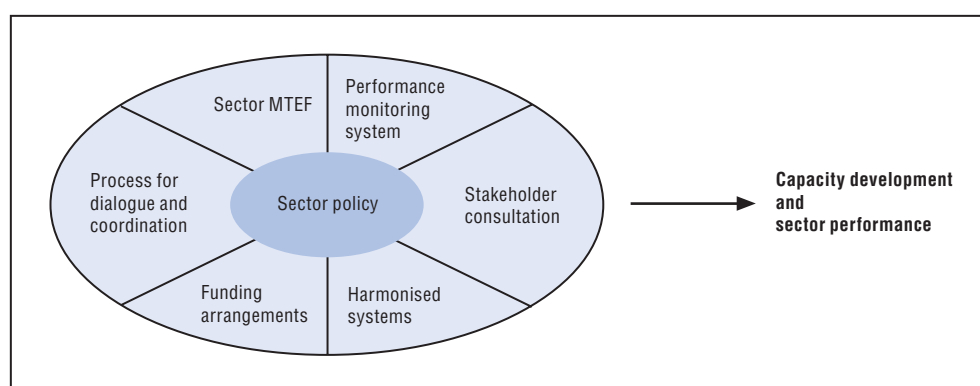 Sector MTEF
Performance
monitoring
system
Process for
dialogue and
coordination
Sector policy
Stakeholder
consultation
Capacity development
and
sector performance
Funding
arrangements
Harmonised
systems